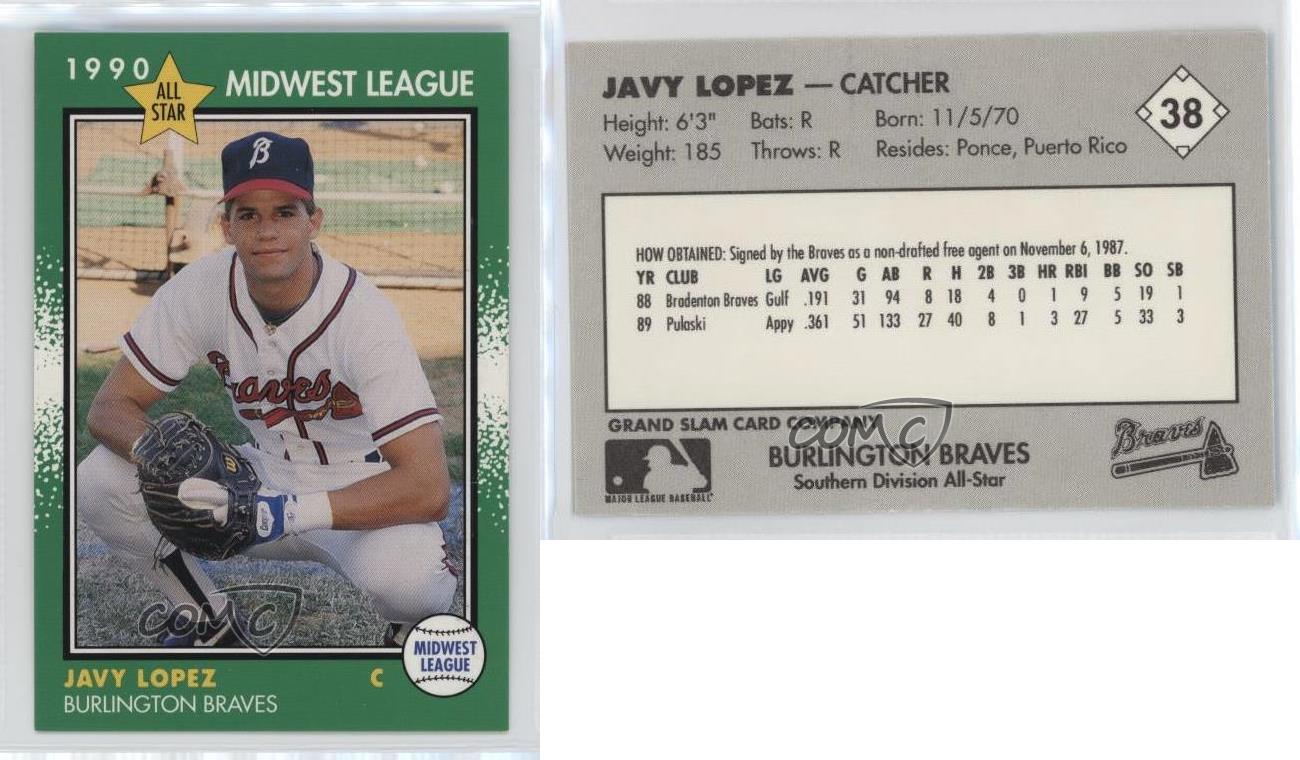 1990
ALL
STAR
MIDWEST LEAGUE
B
Braves
W
COMC
MIDWEST
LEAGUE
JAVY LOPEZ C
BURLINGTON BRAVES
JAVY LOPEZ — CATCHER
Height: 6'3" Bats: R Born: 11/5/70
Weight: 185 Throws: R Resides: Ponce, Puerto Rico
38
HOW OBTAINED: Signed by the Braves as a non-drafted free agent on November 6, 1987.
YR CLUB LG AVG G AB R H 2B 3B HR RBI BB SO SB
88 Bradenton Braves Gulf .191 31 94 8 18 4 0 1 9 5 19 1
89 Pulaski Appy .361 51 133 27 40 8 1 3 27 5 33 3
GRAND SLAM CARD COMPANY
COMC
BURLINGTON BRAVES
Southern Division All-Star
MAJOR LEAGUE BASEBALL
Braves